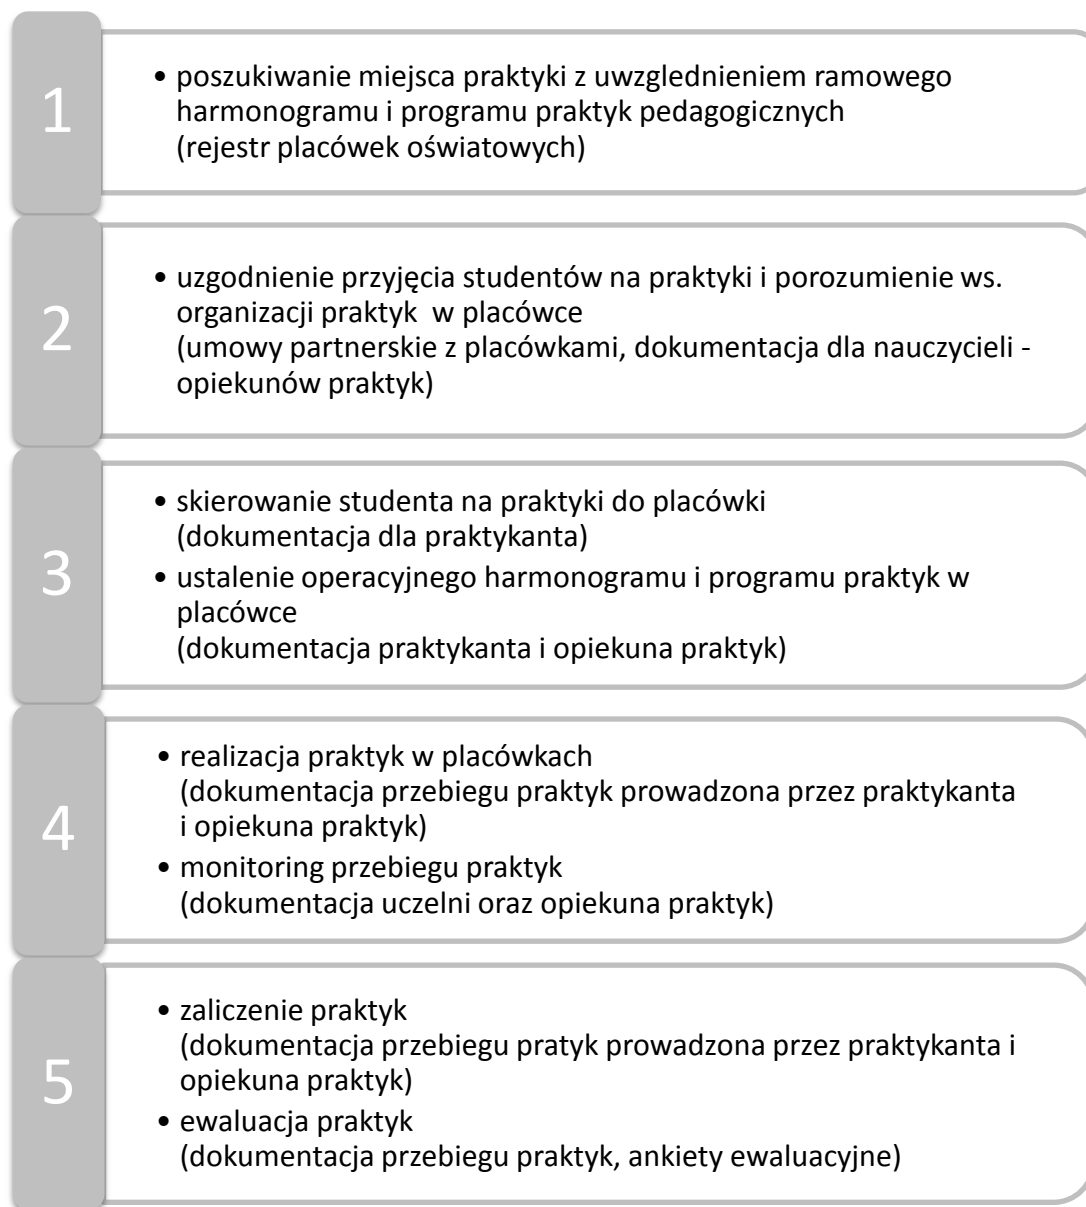 1
• poszukiwanie miejsca praktyki z uwzglednieniem ramowego
harmonogramu i programu praktyk pedagogicznych
(rejestr placówek oświatowych)
2
• uzgodnienie przyjęcia studentów na praktyki i porozumienie ws.
organizacji praktyk w placówce
(umowy partnerskie z placówkami, dokumentacja dla nauczycieli -
opiekunów praktyk)
3
• skierowanie studenta na praktyki do placówki
(dokumentacja dla praktykanta)
• ustalenie operacyjnego harmonogramu i programu praktyk w
placówce
(dokumentacja praktykanta i opiekuna praktyk)
4
• realizacja praktyk w placówkach
(dokumentacja przebiegu praktyk prowadzona przez praktykanta
i opiekuna praktyk)
• monitoring przebiegu praktyk
(dokumentacja uczelni oraz opiekuna praktyk)
5
• zaliczenie praktyk
(dokumentacja przebiegu pratyk prowadzona przez praktykanta i
opiekuna praktyk)
• ewaluacja praktyk
(dokumentacja przebiegu praktyk, ankiety ewaluacyjne)